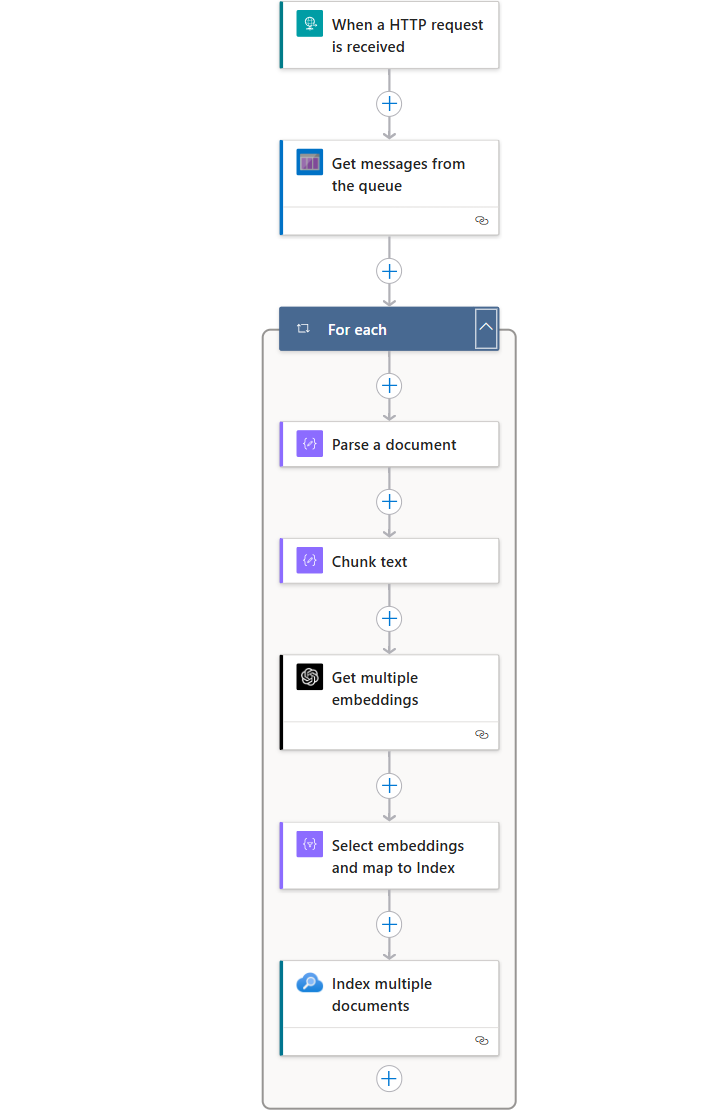 When a HTTP request
is received
Get messages from
the queue
For each
Parse a document
Chunk text
Get multiple
embeddings
Select embeddings
and map to Index
Index multiple
documents